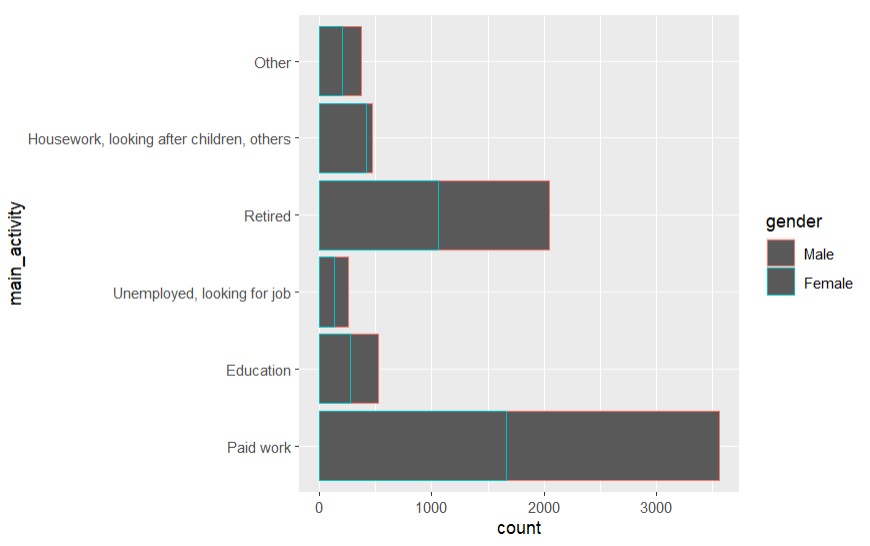 main_activity
Other
Housework, looking after children, others
Retired
Unemployed, looking for job
Education
Paid work
0 1000 2000 3000
count
gender
Male
Female